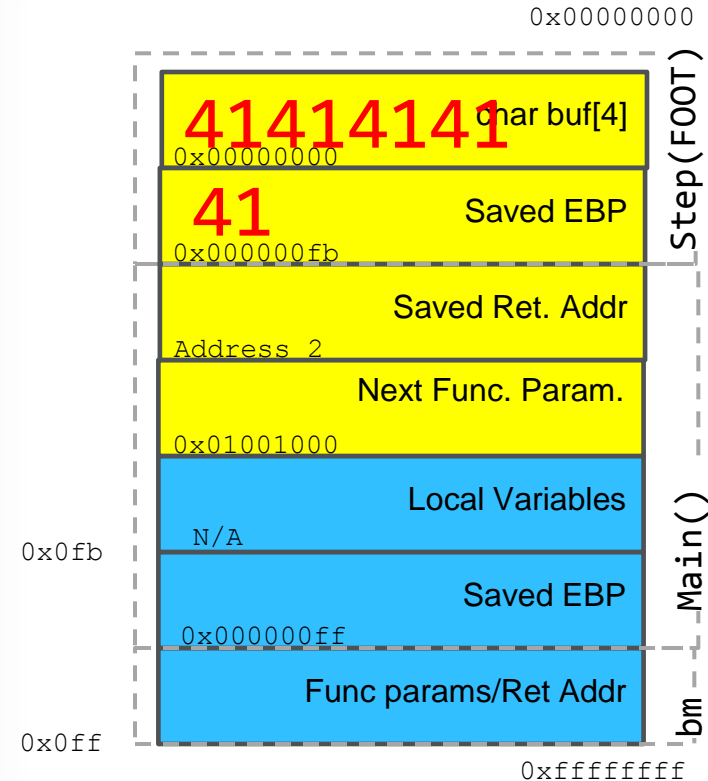 0x00000000
41414141
char buf[4]
0x00000000
41
Saved EBP
0x000000fb
Step(FOOT)
Saved Ret. Addr
Address 2
Next Func. Param.
0x01001000
Local Variables
N/A
0x0fb
Saved EBP
0x000000ff
Main()
Func params/Ret Addr
bm
0x0ff
0xffffffff